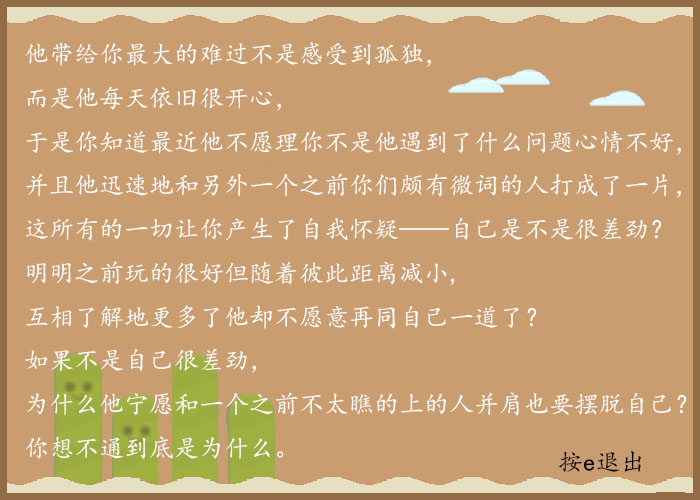 他带给你最大的难过不是感受到孤独，
而是他每天依旧很开心，
于是你知道最近他不愿理你不是他遇到了什么问题心情不好，
并且他迅速地和另外一个之前你们颇有微词的人打成了一片，
这所有的一切让你产生了自我怀疑——自己是不是很差劲？
明明之前玩的很好但随着彼此距离减小，
互相了解地更多了他却不愿意再同自己一道了？
如果不是自己很差劲，
为什么他宁愿和一个之前不太瞧的上的人并肩也要摆脱自己？
你想不通到底是为什么。
按e退出